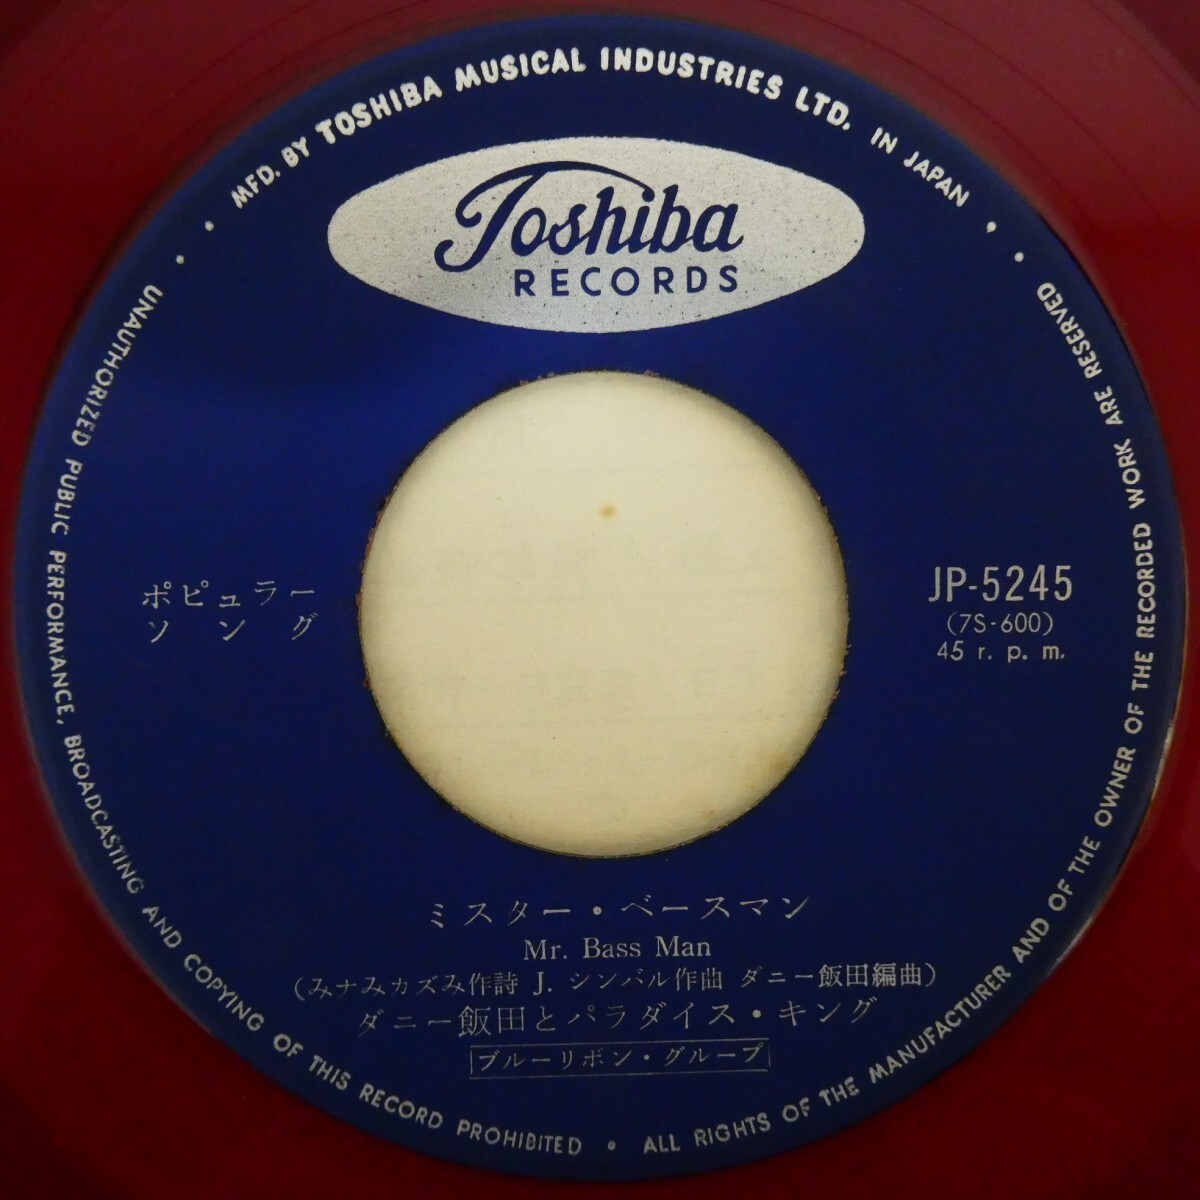 MFD. BY TOSHIBA MUSICAL INDUSTRIES LTD. IN JAPAN
Toshiba
RECORDS
ポピュラー
ソング
JP-5245
(7S-600)
45 r. p. m.
ミスター・ベースマン
Mr. Bass Man
(みナみカズみ作詩 J. シンバル作曲 ダニー飯田編曲)
ダニー飯田とパラダイス・キング
ブルーリボン・グループ
UNAUTHORIZED PUBLIC PERFORMANCE, BROADCASTING AND COPYING OF THIS RECORD PROHIBITED • ALL RIGHTS OF THE MANUFACTURER AND OF THE OWNER OF THE RECORDED WORK ARE RESERVED